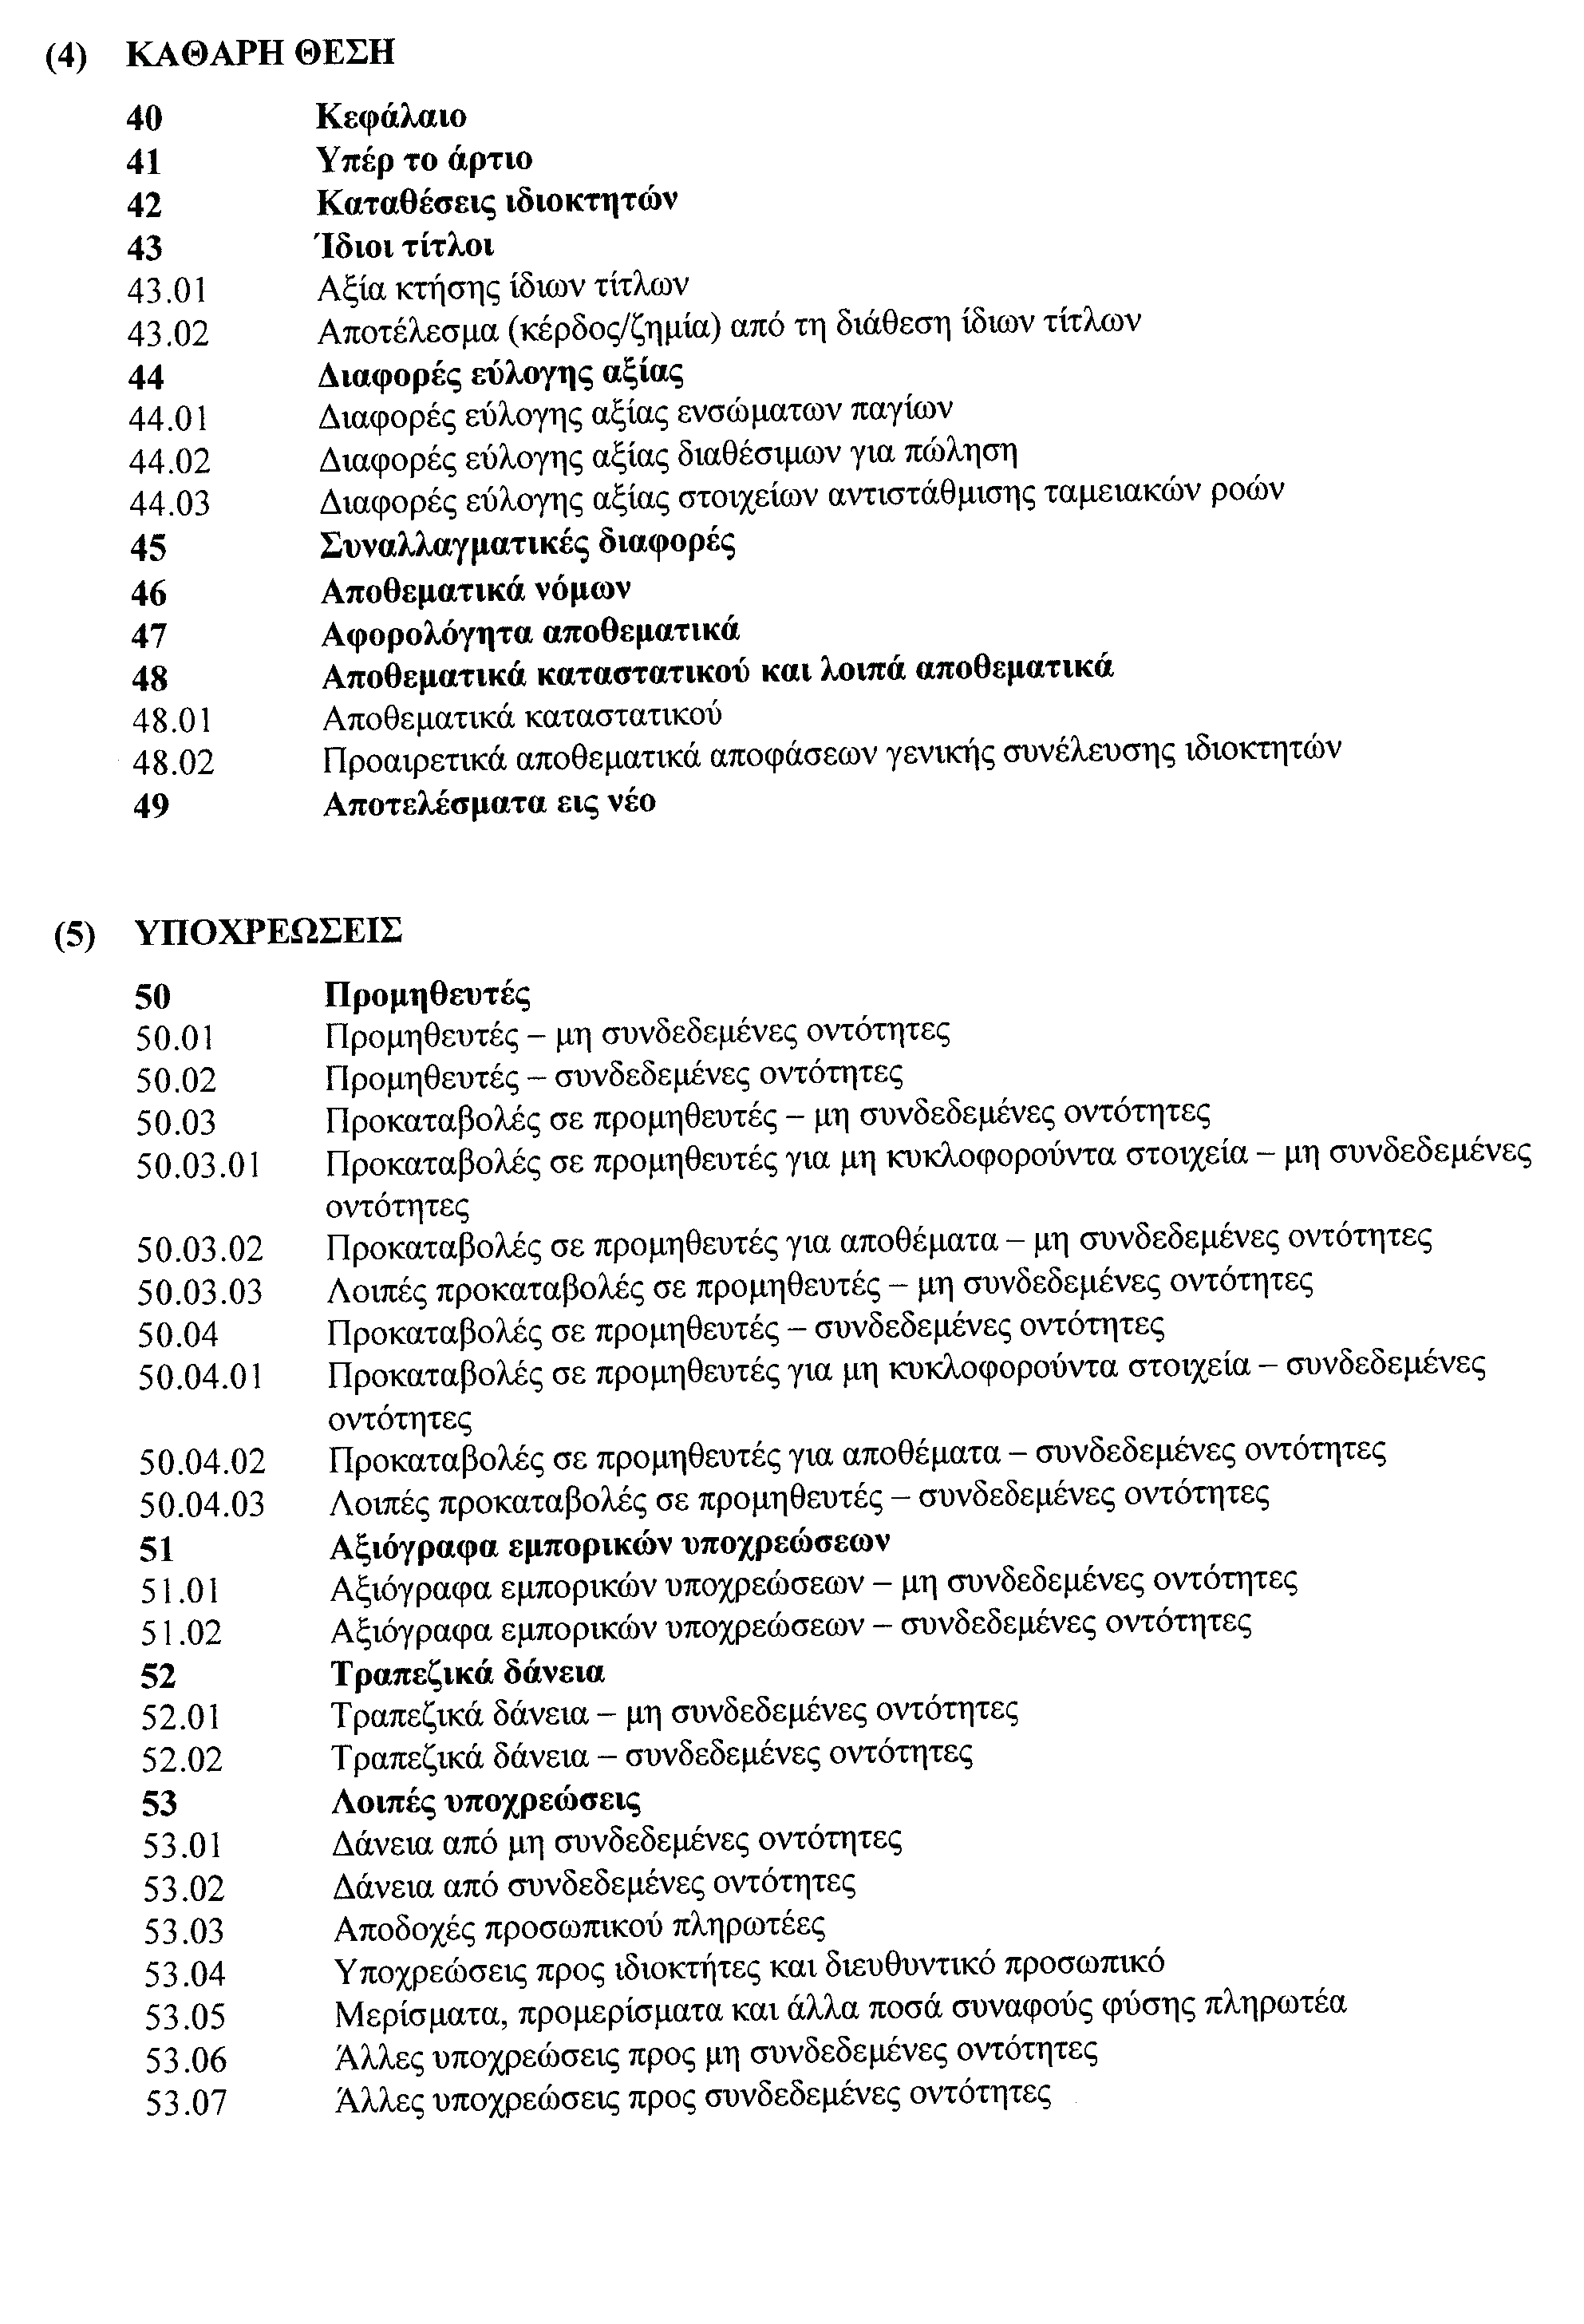 (4) ΚΑΘΑΡΗ ΘΕΣΗ
40 Κεφάλαιο
41 Υπέρ το άρτιο
42 Καταθέσεις ιδιοκτητών
43 Ίδιοι τίτλοι
43.01 Αξία κτήσης ίδιων τίτλων
43.02 Αποτέλεσμα (κέρδος/ζημία) από τη διάθεση ίδιων τίτλων
44 Διαφορές εύλογης αξίας
44.01 Διαφορές εύλογης αξίας ενσώματων παγίων
44.02 Διαφορές εύλογης αξίας διαθέσιμων για πώληση
44.03 Διαφορές εύλογης αξίας στοιχείων αντιστάθμισης ταμειακών ροών
45 Συναλλαγματικές διαφορές
46 Αποθεματικά νόμων
47 Αφορολόγητα αποθεματικά
48 Αποθεματικά καταστατικού και λοιπά αποθεματικά
48.01 Αποθεματικά καταστατικού
48.02 Προαιρετικά αποθεματικά αποφάσεων γενικής συνέλευσης ιδιοκτητών
49 Αποτελέσματα εις νέο
(5) ΥΠΟΧΡΕΩΣΕΙΣ
50 Προμηθευτές
50.01 Προμηθευτές – μη συνδεδεμένες οντότητες
50.02 Προμηθευτές – συνδεδεμένες οντότητες
50.03 Προκαταβολές σε προμηθευτές – μη συνδεδεμένες οντότητες
50.03.01 Προκαταβολές σε προμηθευτές για μη κυκλοφορούντα στοιχεία – μη συνδεδεμένες
οντότητες
50.03.02 Προκαταβολές σε προμηθευτές για αποθέματα – μη συνδεδεμένες οντότητες
50.03.03 Λοιπές προκαταβολές σε προμηθευτές – μη συνδεδεμένες οντότητες
50.04 Προκαταβολές σε προμηθευτές – συνδεδεμένες οντότητες
50.04.01 Προκαταβολές σε προμηθευτές για μη κυκλοφορούντα στοιχεία – συνδεδεμένες
οντότητες
50.04.02 Προκαταβολές σε προμηθευτές για αποθέματα – συνδεδεμένες οντότητες
50.04.03 Λοιπές προκαταβολές σε προμηθευτές – συνδεδεμένες οντότητες
51 Αξιόγραφα εμπορικών υποχρεώσεων
51.01 Αξιόγραφα εμπορικών υποχρεώσεων – μη συνδεδεμένες οντότητες
51.02 Αξιόγραφα εμπορικών υποχρεώσεων – συνδεδεμένες οντότητες
52 Τραπεζικά δάνεια
52.01 Τραπεζικά δάνεια – μη συνδεδεμένες οντότητες
52.02 Τραπεζικά δάνεια – συνδεδεμένες οντότητες
53 Λοιπές υποχρεώσεις
53.01 Δάνεια από μη συνδεδεμένες οντότητες
53.02 Δάνεια από συνδεδεμένες οντότητες
53.03 Αποδοχές προσωπικού πληρωτέες
53.04 Υποχρεώσεις προς ιδιοκτήτες και διευθυντικό προσωπικό
53.05 Μερίσματα, προμερίσματα και άλλα ποσά συναφούς φύσης πληρωτέα
53.06 Άλλες υποχρεώσεις προς μη συνδεδεμένες οντότητες
53.07 Άλλες υποχρεώσεις προς συνδεδεμένες οντότητες